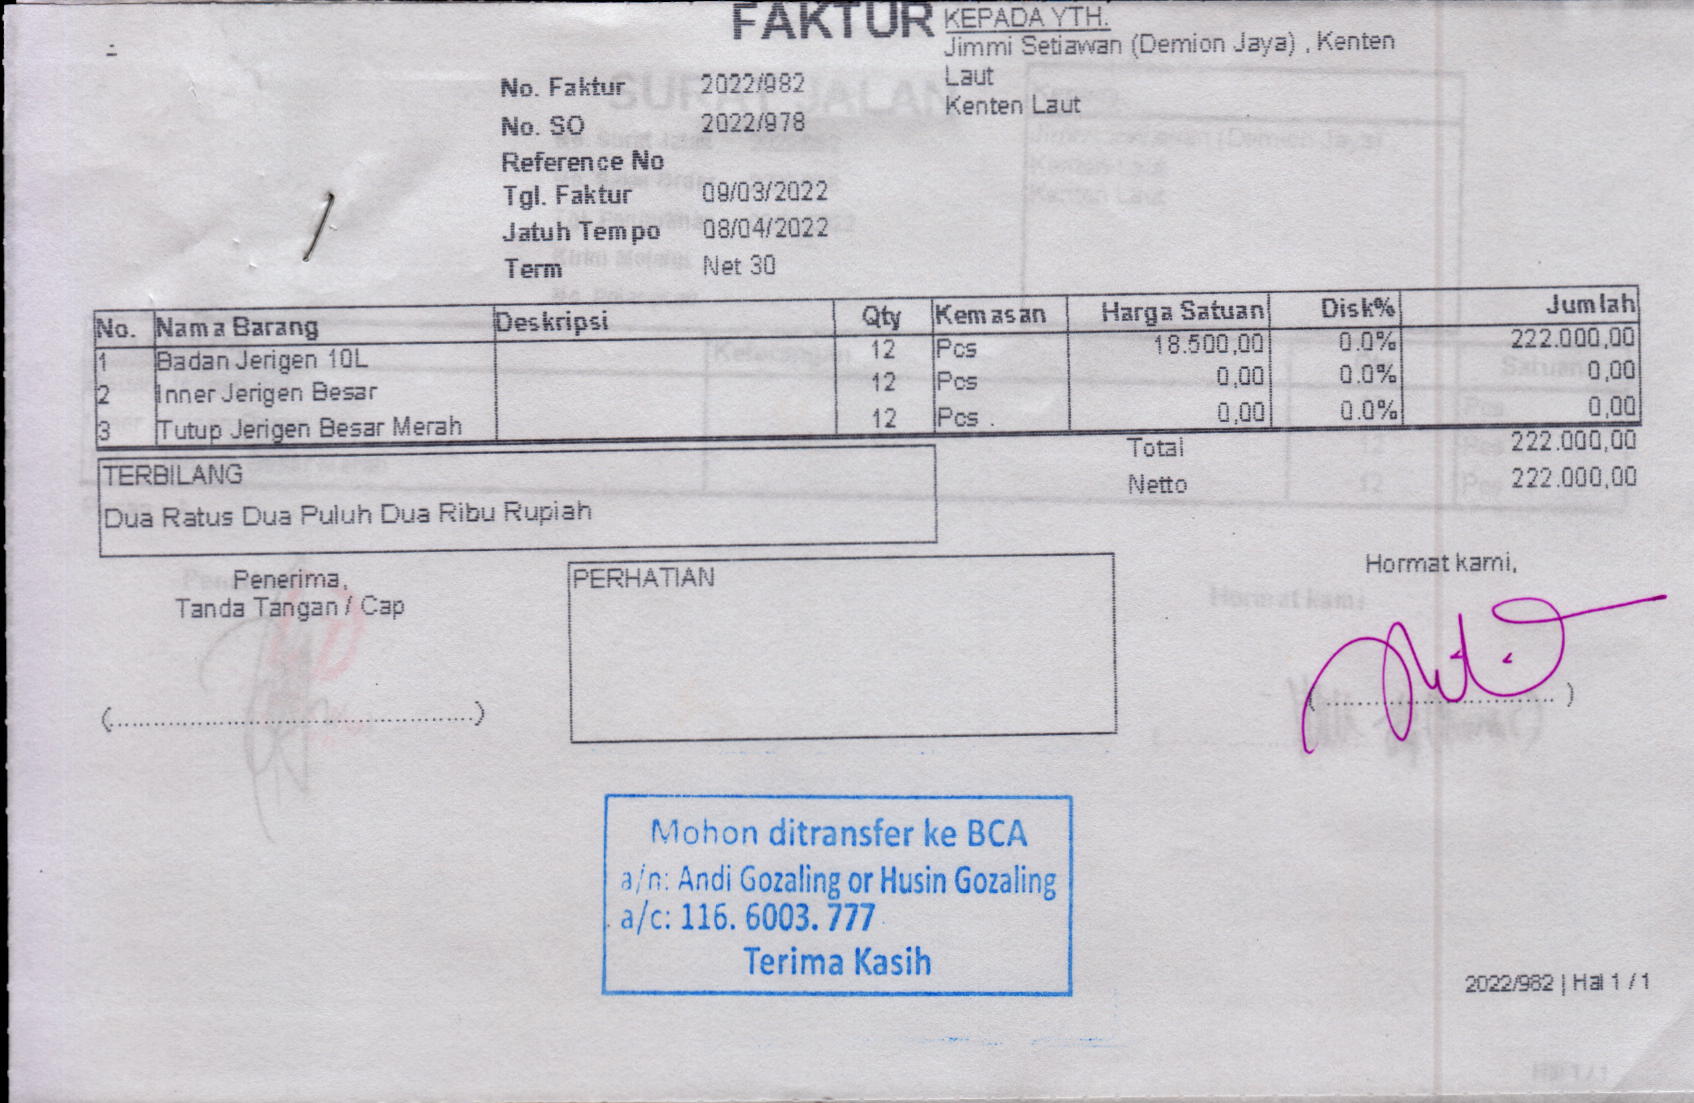 FAKTUR
KEPADA YTH.
Jimmi Setiawan (Demion Jaya) , Kenten
Laut
Kenten Laut
No. Faktur 2022/982
No. SO 2022/978
Reference No
Tgl. Faktur 09/03/2022
Jatuh Tempo 08/04/2022
Term Net 30
No. Nama Barang Deskripsi Qty Kemasan Harga Satuan Disk% Jumlah
1 Badan Jerigen 10L 12 Pcs 18.500,00 0.0% 222.000,00
2 Inner Jerigen Besar 12 Pcs 0,00 0.0% 0,00
3 Tutup Jerigen Besar Merah 12 Pcs . 0,00 0.0% 0,00
Total 222.000,00
Netto 222.000,00
TERBILANG
Dua Ratus Dua Puluh Dua Ribu Rupiah
Penerima,
Tanda Tangan / Cap
(................................................)
PERHATIAN
Hormat kami,
(.............................. )
Mohon ditransfer ke BCA
a/n: Andi Gozaling or Husin Gozaling
a/c: 116. 6003. 777
Terima Kasih
2022/982 | Hal 1 / 1